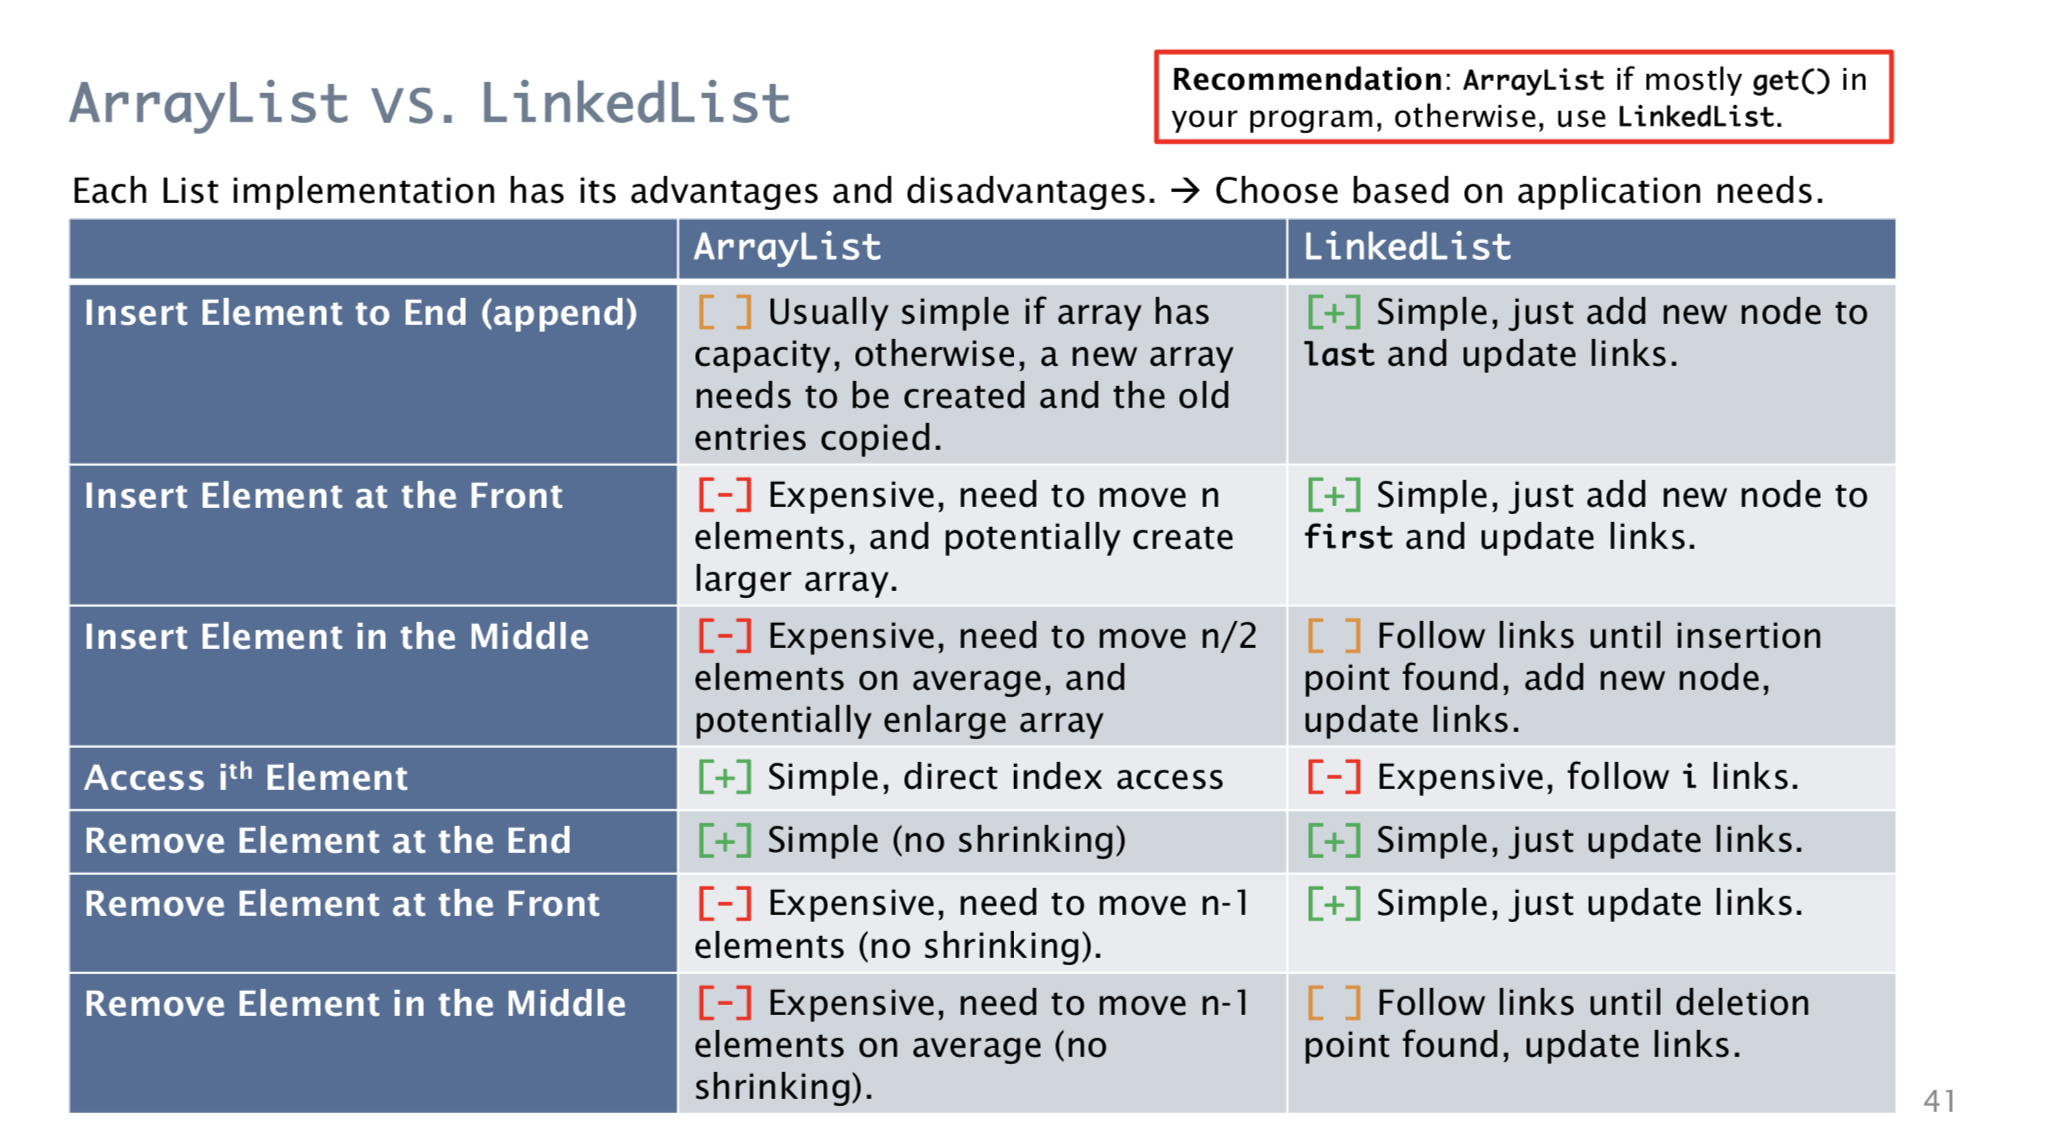 ArrayList vs. LinkedList
Recommendation: ArrayList if mostly get() in
your program, otherwise, use LinkedList.
Each List implementation has its advantages and disadvantages. → Choose based on application needs.
ArrayList
LinkedList
Insert Element to End (append)
[ ] Usually simple if array has
capacity, otherwise, a new array
needs to be created and the old
entries copied.
[+] Simple, just add new node to
last and update links.
Insert Element at the Front
[-] Expensive, need to move n
elements, and potentially create
larger array.
[+] Simple, just add new node to
first and update links.
Insert Element in the Middle
[-] Expensive, need to move n/2
elements on average, and
potentially enlarge array
[ ] Follow links until insertion
point found, add new node,
update links.
Access iᵗʰ Element
[+] Simple, direct index access
[-] Expensive, follow i links.
Remove Element at the End
[+] Simple (no shrinking)
[+] Simple, just update links.
Remove Element at the Front
[-] Expensive, need to move n-1
elements (no shrinking).
[+] Simple, just update links.
Remove Element in the Middle
[-] Expensive, need to move n-1
elements on average (no
shrinking).
[ ] Follow links until deletion
point found, update links.
41